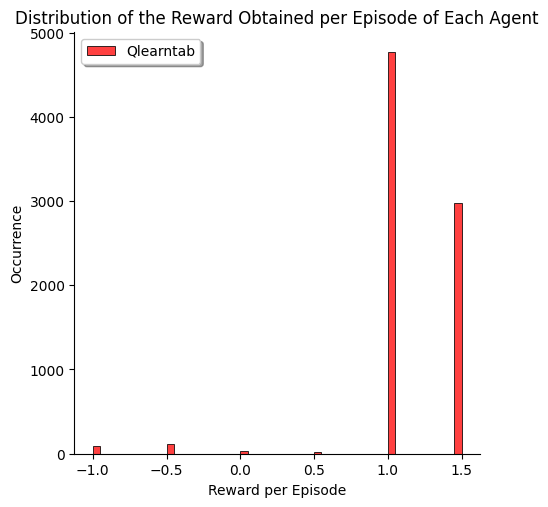 Distribution of the Reward Obtained per Episode of Each Agent
Qlearntab
5000
4000
3000
2000
1000
0
Occurrence
−1.0 −0.5 0.0 0.5 1.0 1.5
Reward per Episode